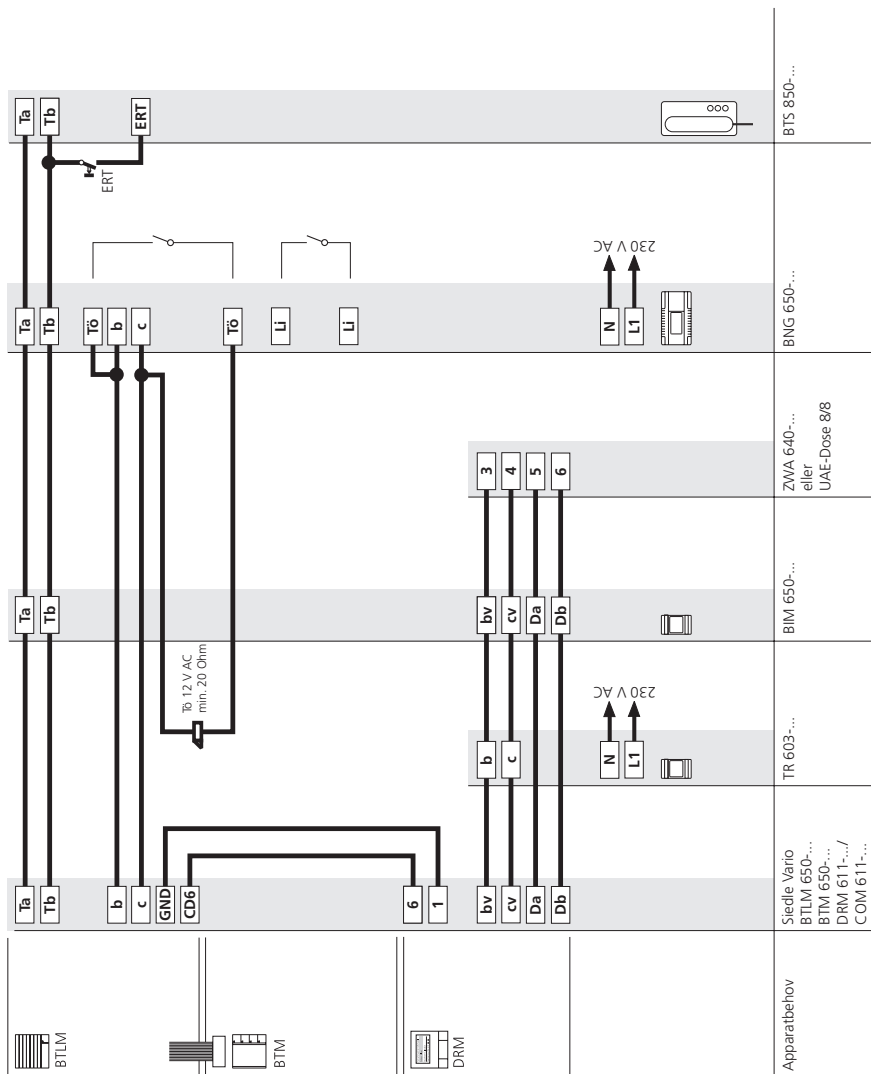 Ta Ta Ta Ta
Tb Tb Tb Tb
BTLM
Tö
ERT
b b
c c ERT
GND
Tö 12 V AC
CD6
min. 20 Ohm
Tö
BTM
Li
Li
6
1
DRM
bv b bv 3
cv c cv 4
Da Da 5
Db Db 6
N N
L1 L1
230 V AC 230 V AC
Apparatbehov
Siedle Vario
BTLM 650-...
BTM 650-...
DRM 611-.../
COM 611-...
TR 603-...
BIM 650-...
ZWA 640-...
eller
UAE-Dose 8/8
BNG 650-...
BTS 850-...